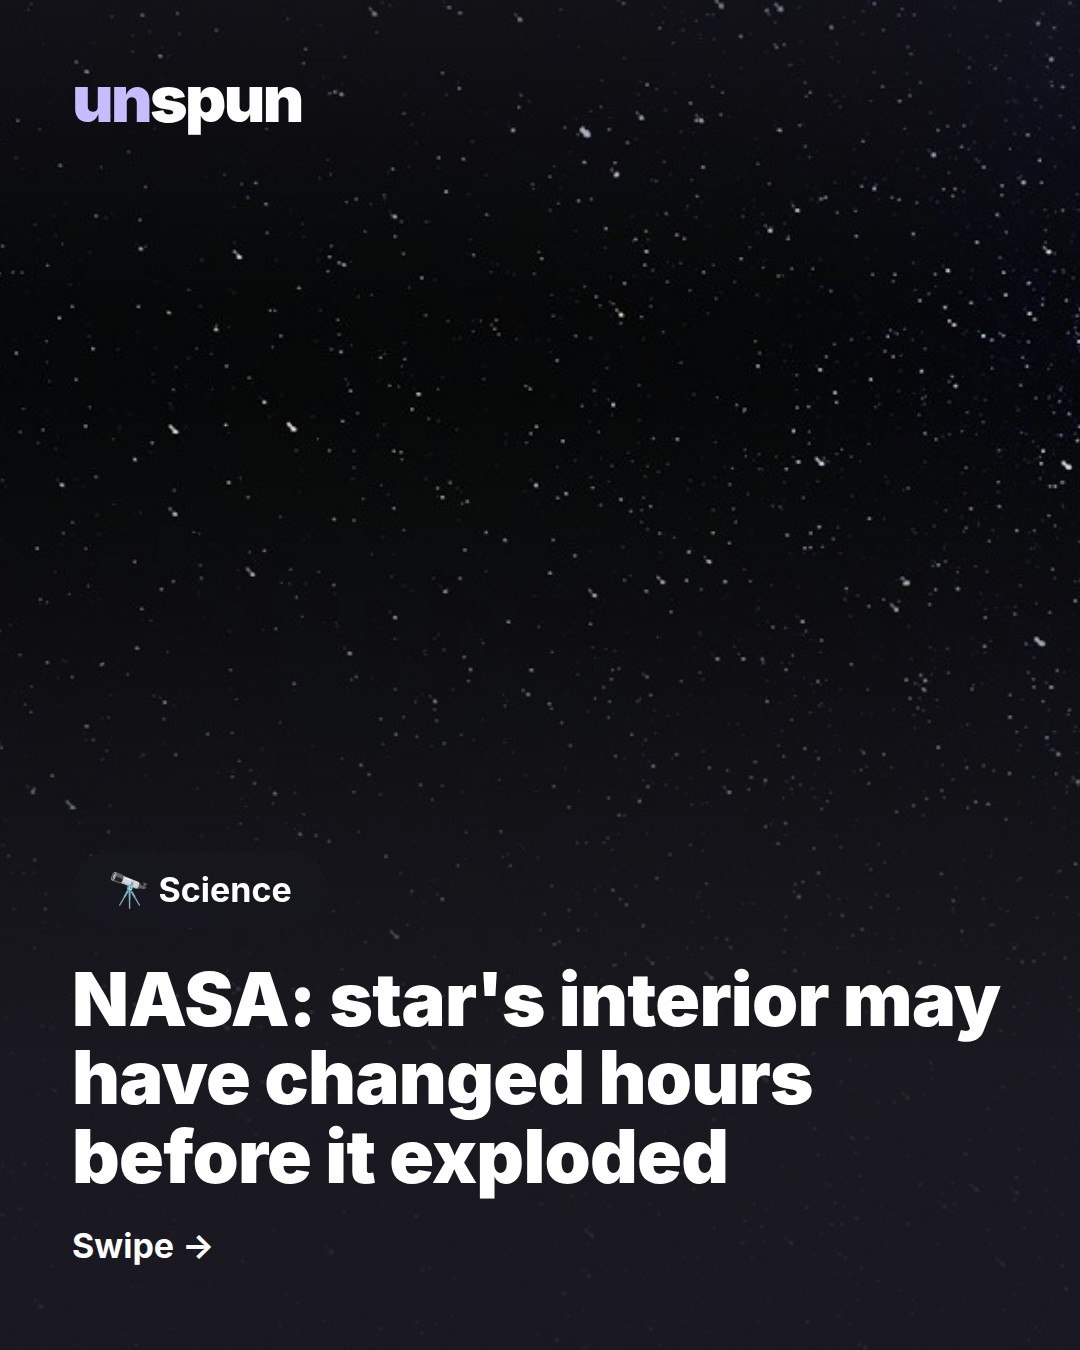 unspun
🔭 Science
NASA: star's interior may
have changed hours
before it exploded
Swipe →